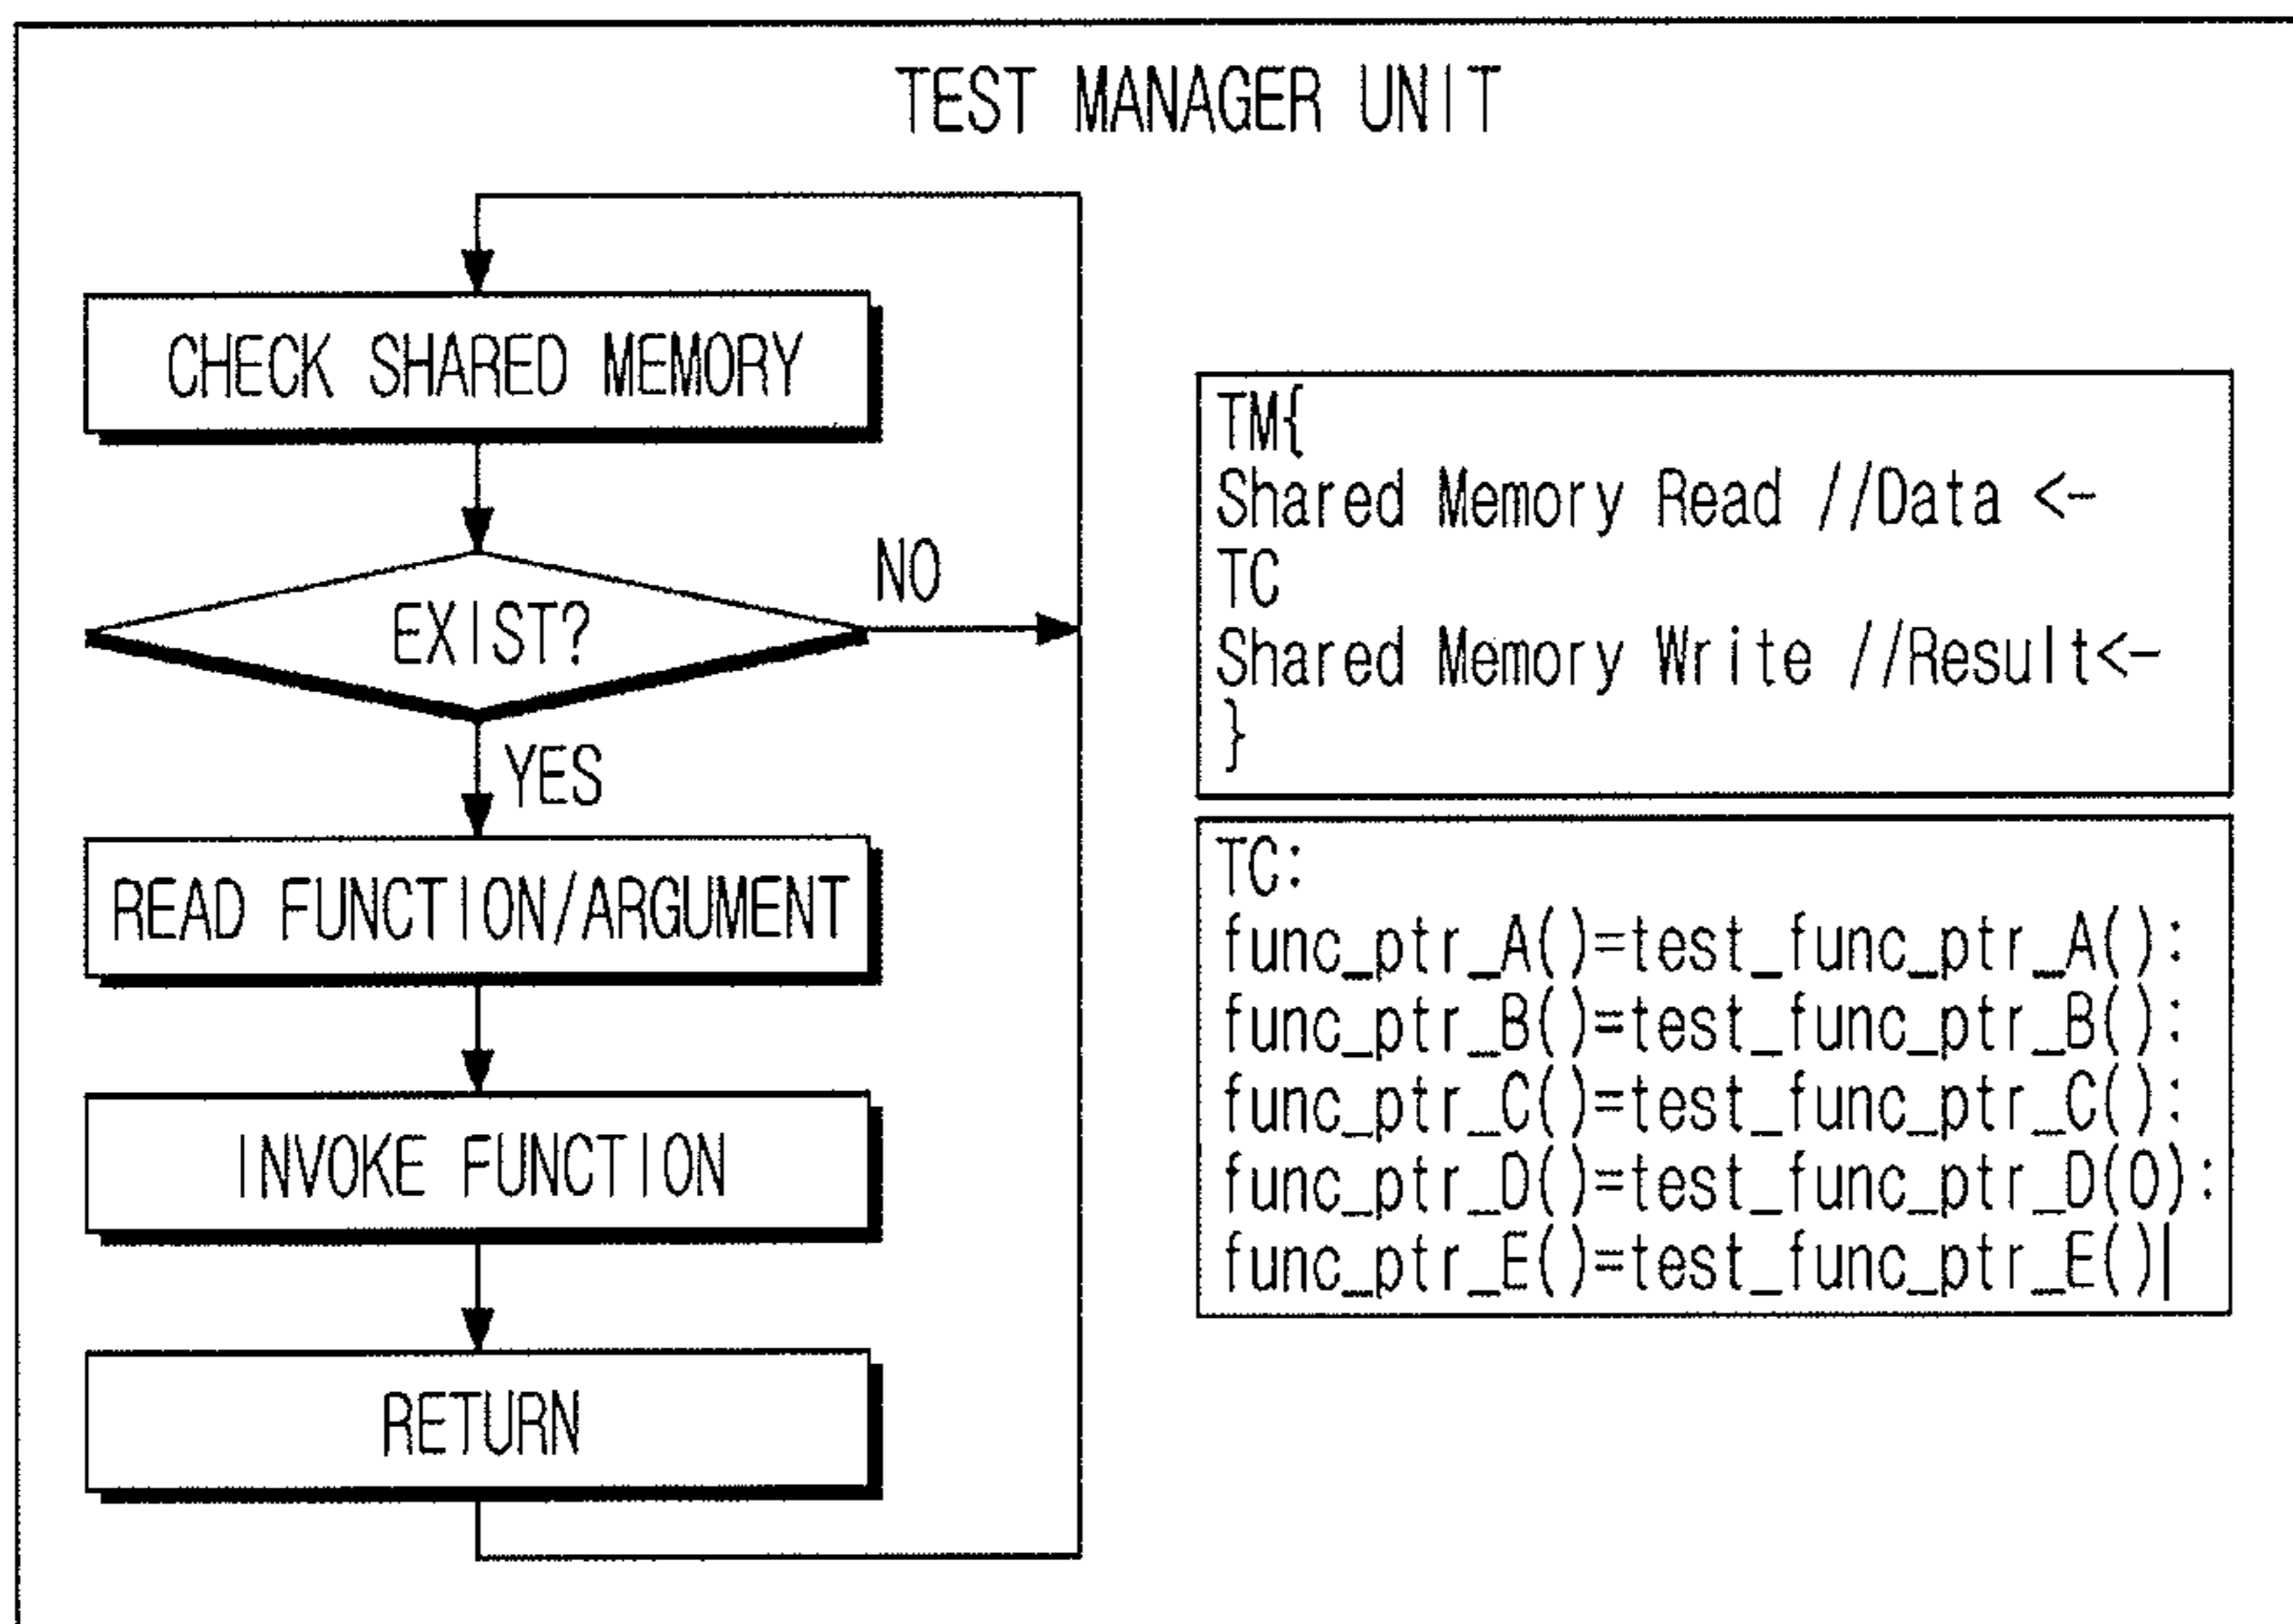 TEST MANAGER UNIT
CHECK SHARED MEMORY
EXIST?
NO
YES
READ FUNCTION/ARGUMENT
INVOKE FUNCTION
RETURN
TM{
Shared Memory Read //Data <-
TC
Shared Memory Write //Result<-
}
TC:
func_ptr_A()=test_func_ptr_A():
func_ptr_B()=test_func_ptr_B():
func_ptr_C()=test_func_ptr_C():
func_ptr_D()=test_func_ptr_D(0):
func_ptr_E()=test_func_ptr_E()|